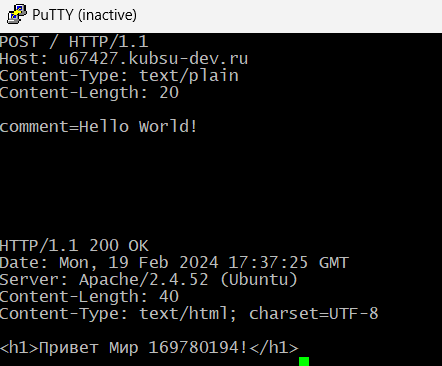 PuTTY (inactive)
POST / HTTP/1.1
Host: u67427.kubsu-dev.ru
Content-Type: text/plain
Content-Length: 20
comment=Hello World!
HTTP/1.1 200 OK
Date: Mon, 19 Feb 2024 17:37:25 GMT
Server: Apache/2.4.52 (Ubuntu)
Content-Length: 40
Content-Type: text/html; charset=UTF-8
<h1>Привет Мир 169780194!</h1>